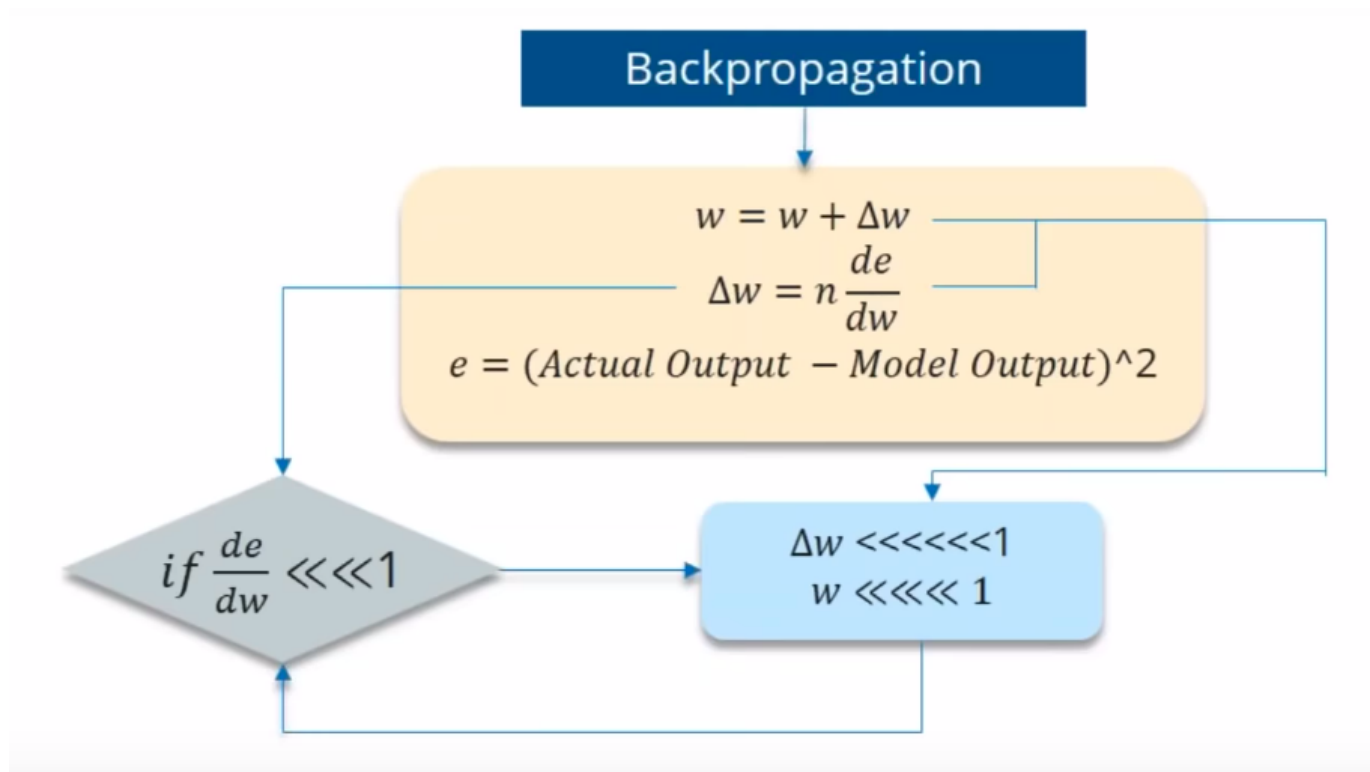 Backpropagation
w = w + Δw
Δw = n de/dw
e = (Actual Output − Model Output)^2
if de/dw ⋘1
Δw <<<<<<1
w ⋘⋘ 1